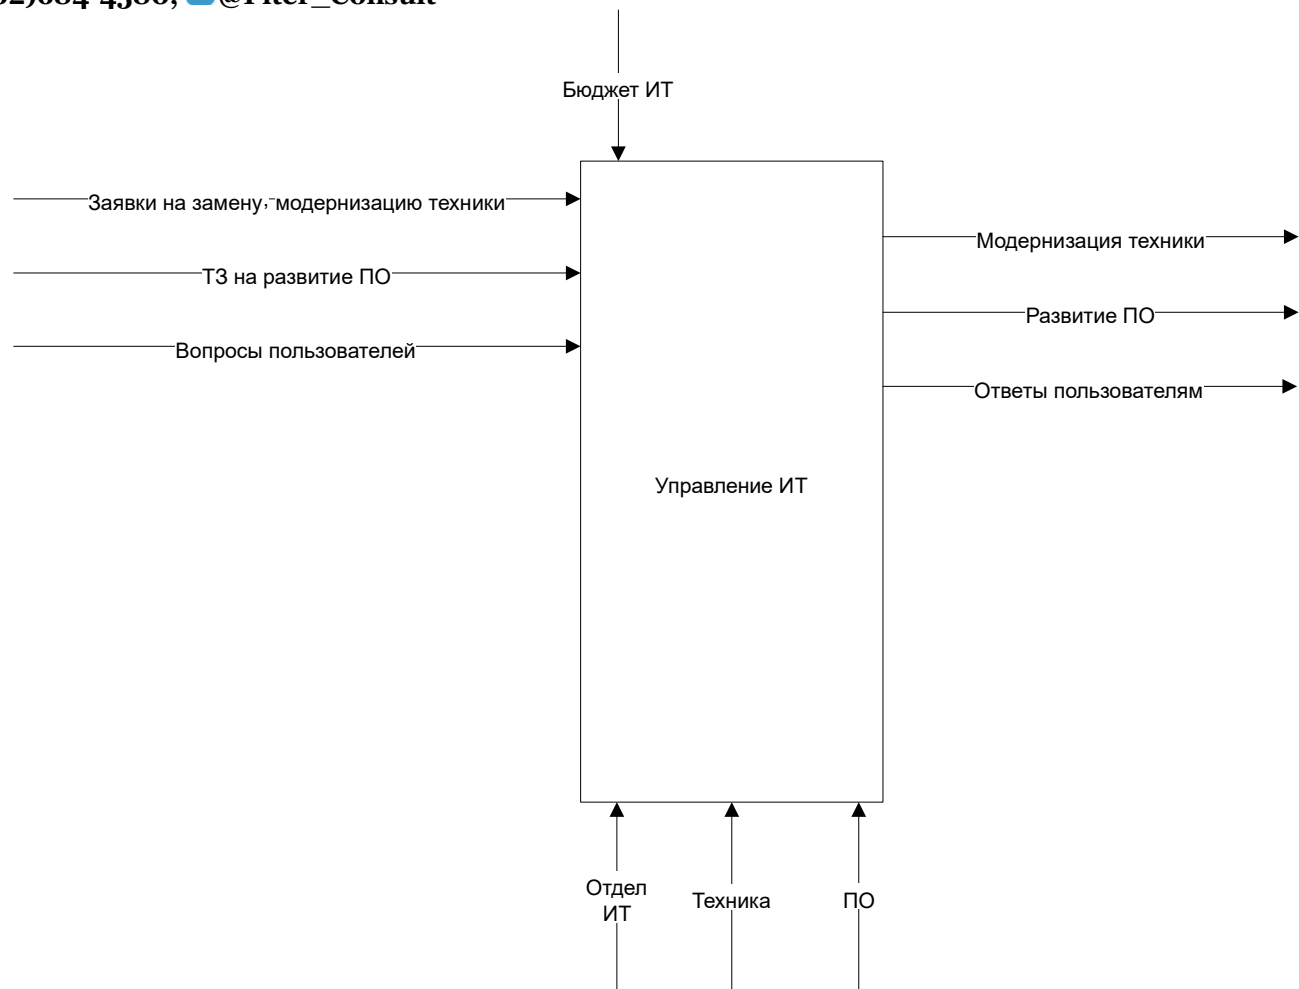 @Piter_Consult
Бюджет ИТ
Заявки на замену, модернизацию техники
ТЗ на развитие ПО
Вопросы пользователей
Модернизация техники
Развитие ПО
Ответы пользователям
Управление ИТ
Отдел
ИТ
Техника
ПО